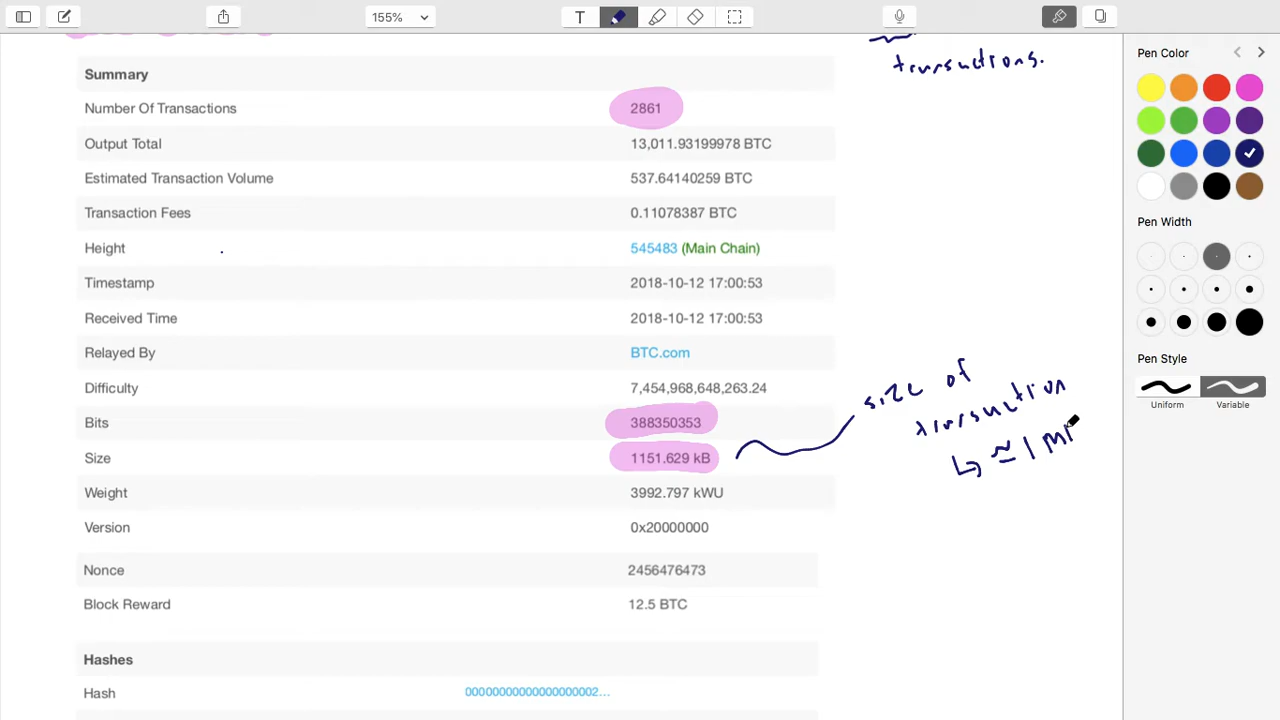 155%
T
transactions.
Pen Color
Summary
Number Of Transactions 2861
Output Total 13,011.93199978 BTC
Estimated Transaction Volume 537.64140259 BTC
Transaction Fees 0.11078387 BTC
Height 545483 (Main Chain)
Timestamp 2018-10-12 17:00:53
Received Time 2018-10-12 17:00:53
Relayed By BTC.com
Difficulty 7,454,968,648,263.24
Bits 388350353
Size 1151.629 kB
Weight 3992.797 kWU
Version 0x20000000
Nonce 2456476473
Block Reward 12.5 BTC
Hashes
Hash 00000000000000000002...
size of
transaction
↳ ≃ 1 M
Pen Width
Pen Style
Uniform Variable